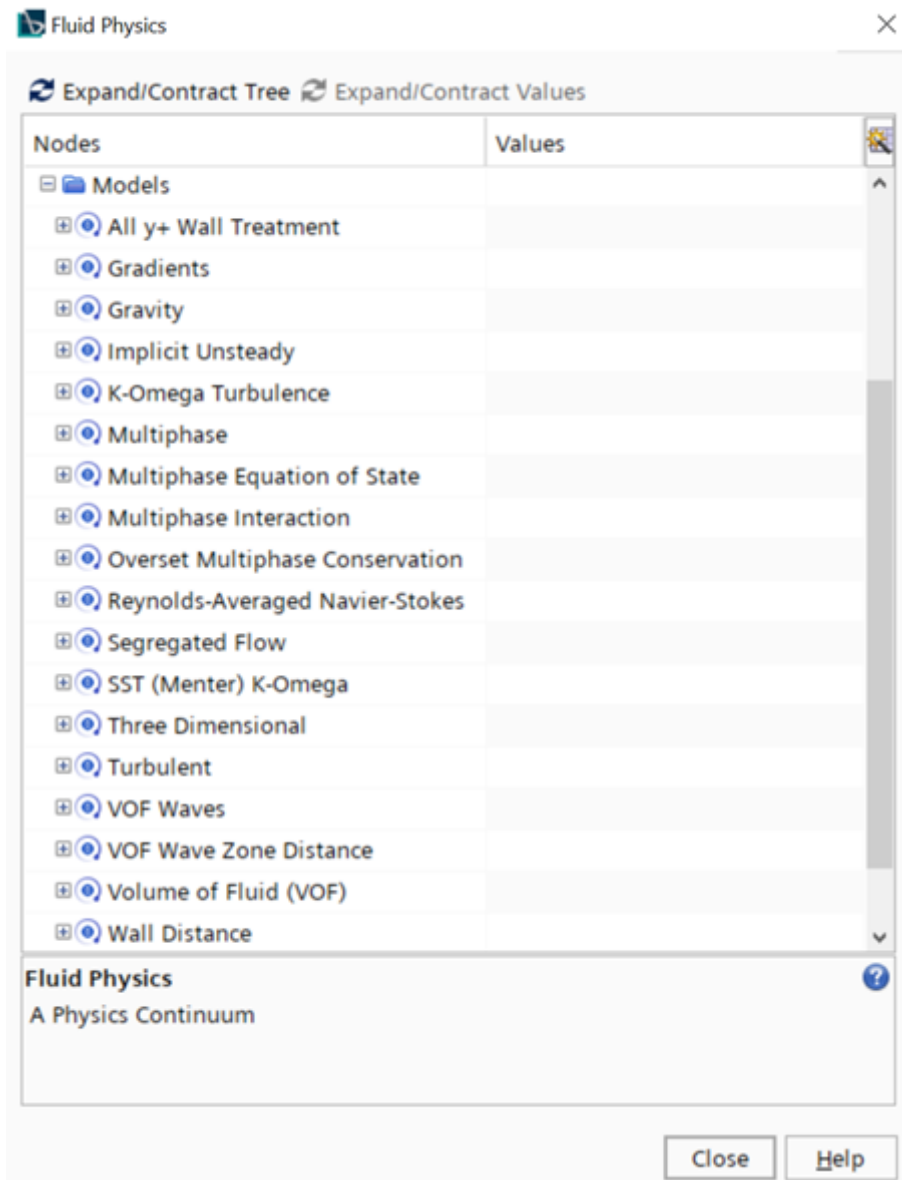 Fluid Physics
Expand/Contract Tree Expand/Contract Values
Nodes Values
Models
All y+ Wall Treatment
Gradients
Gravity
Implicit Unsteady
K-Omega Turbulence
Multiphase
Multiphase Equation of State
Multiphase Interaction
Overset Multiphase Conservation
Reynolds-Averaged Navier-Stokes
Segregated Flow
SST (Menter) K-Omega
Three Dimensional
Turbulent
VOF Waves
VOF Wave Zone Distance
Volume of Fluid (VOF)
Wall Distance
Fluid Physics
A Physics Continuum
Close Help